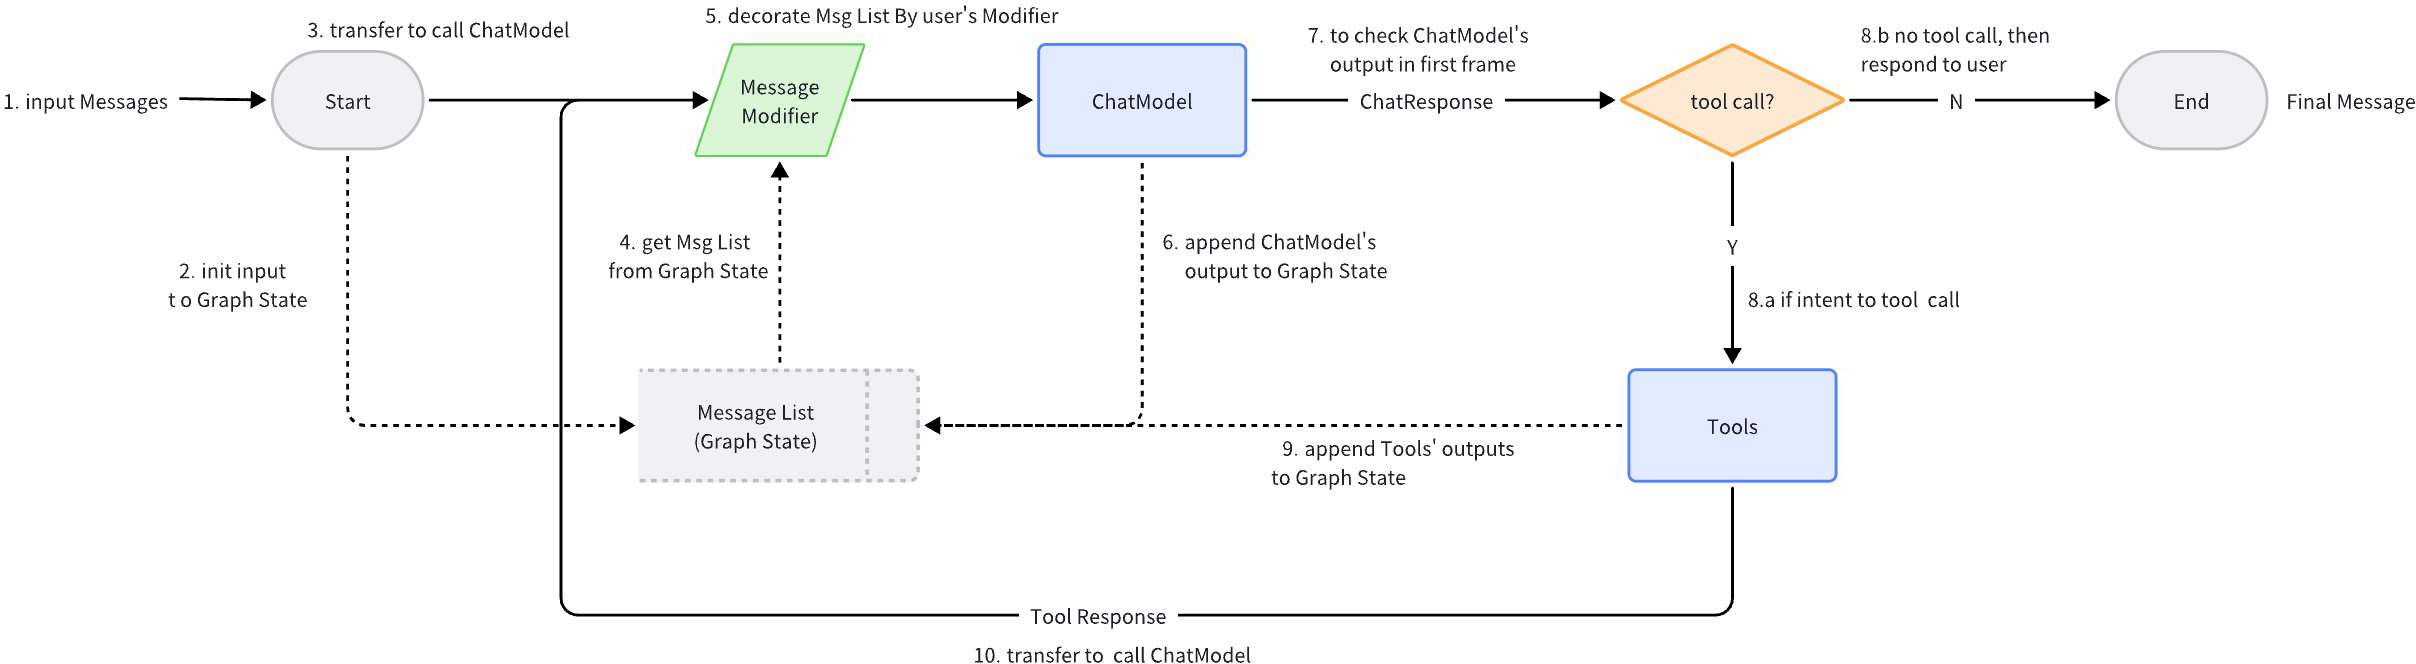 1. input Messages
3. transfer to call ChatModel
Start
2. init input
t o Graph State
5. decorate Msg List By user's Modifier
Message
Modifier
4. get Msg List
from Graph State
Message List
(Graph State)
ChatModel
6. append ChatModel's
output to Graph State
7. to check ChatModel's
output in first frame
ChatResponse
tool call?
8.b no tool call, then
respond to user
N
End
Final Message
Y
8.a if intent to tool  call
Tools
9. append Tools' outputs
to Graph State
Tool Response
10. transfer to  call ChatModel